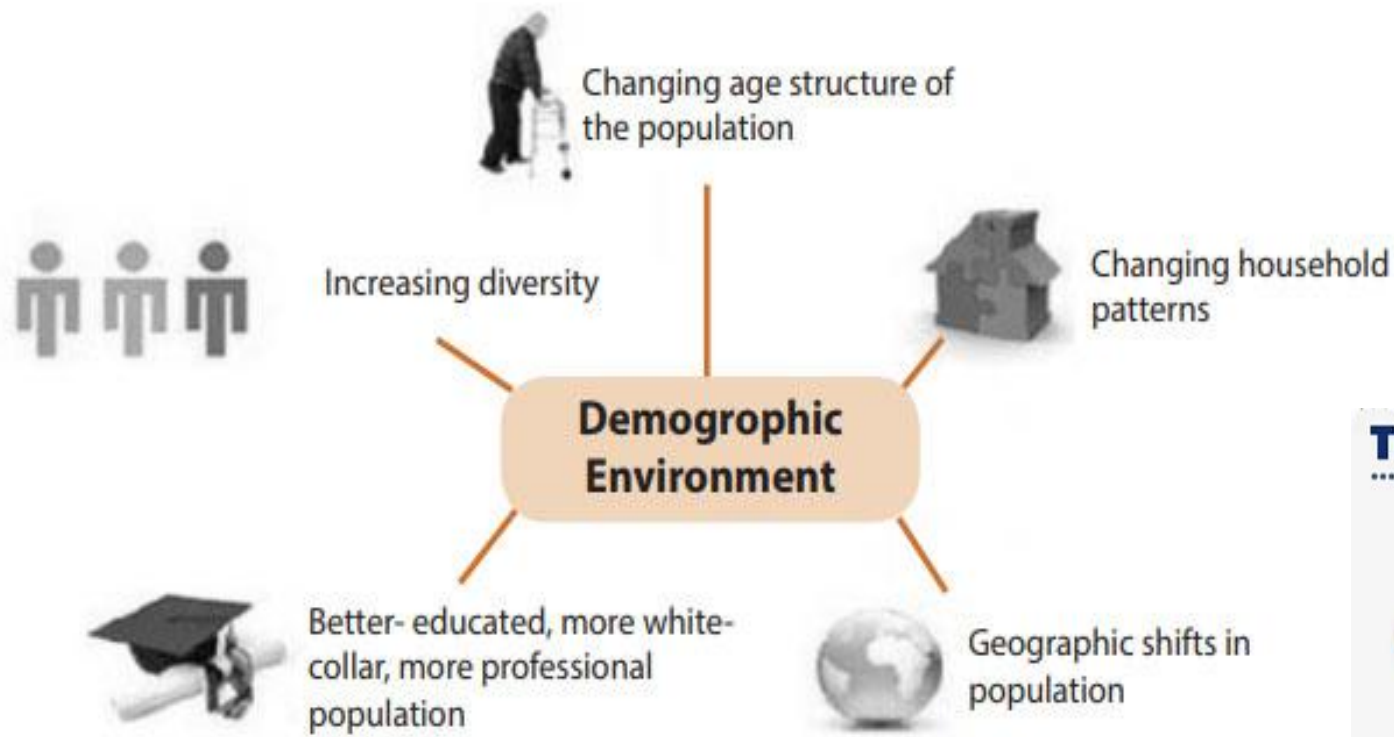 Changing age structure of
the population
Increasing diversity
Changing household
patterns
Demogrophic
Environment
Better- educated, more white-
collar, more professional
population
Geographic shifts in
population
T